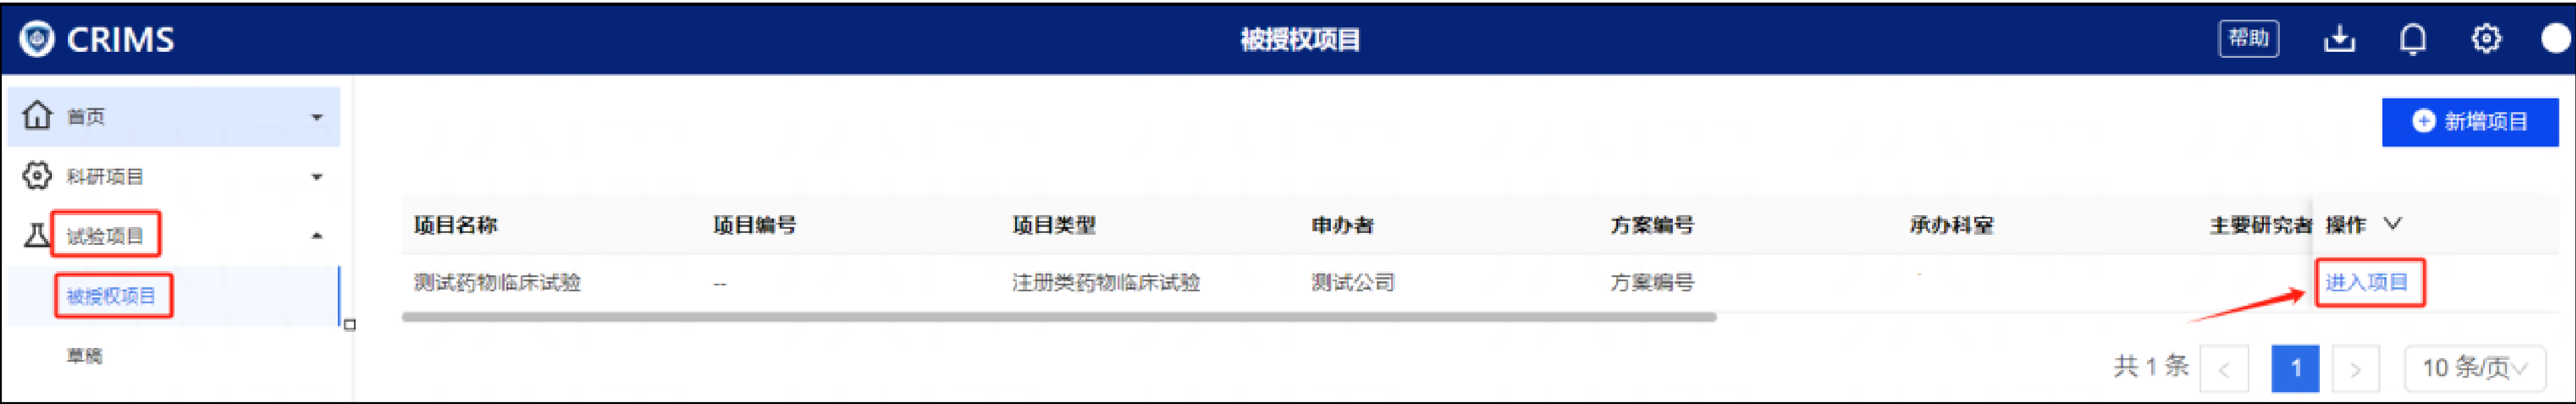 CRIMS 被授权项目 帮助
首页
新增项目
科研项目
试验项目
项目名称 项目编号 项目类型 申办者 方案编号 承办科室 主要研究者 操作
测试药物临床试验 -- 注册类药物临床试验 测试公司 方案编号 进入项目
被授权项目
草稿
共 1 条 < 1 > 10 条/页